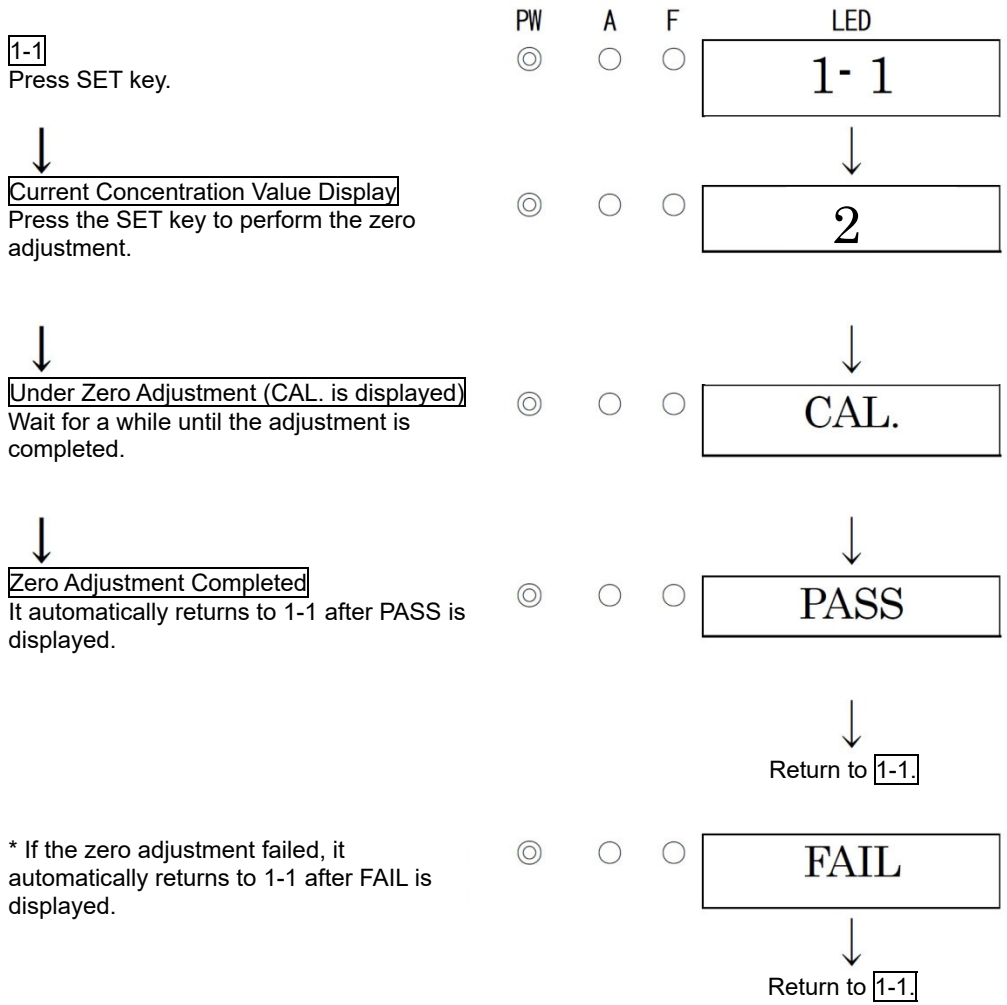 PW A F LED
1-1
Press SET key.
1- 1
Current Concentration Value Display
Press the SET key to perform the zero
adjustment.
2
Under Zero Adjustment (CAL. is displayed)
Wait for a while until the adjustment is
completed.
CAL.
Zero Adjustment Completed
It automatically returns to 1-1 after PASS is
displayed.
PASS
Return to 1-1.
* If the zero adjustment failed, it
automatically returns to 1-1 after FAIL is
displayed.
FAIL
Return to 1-1.